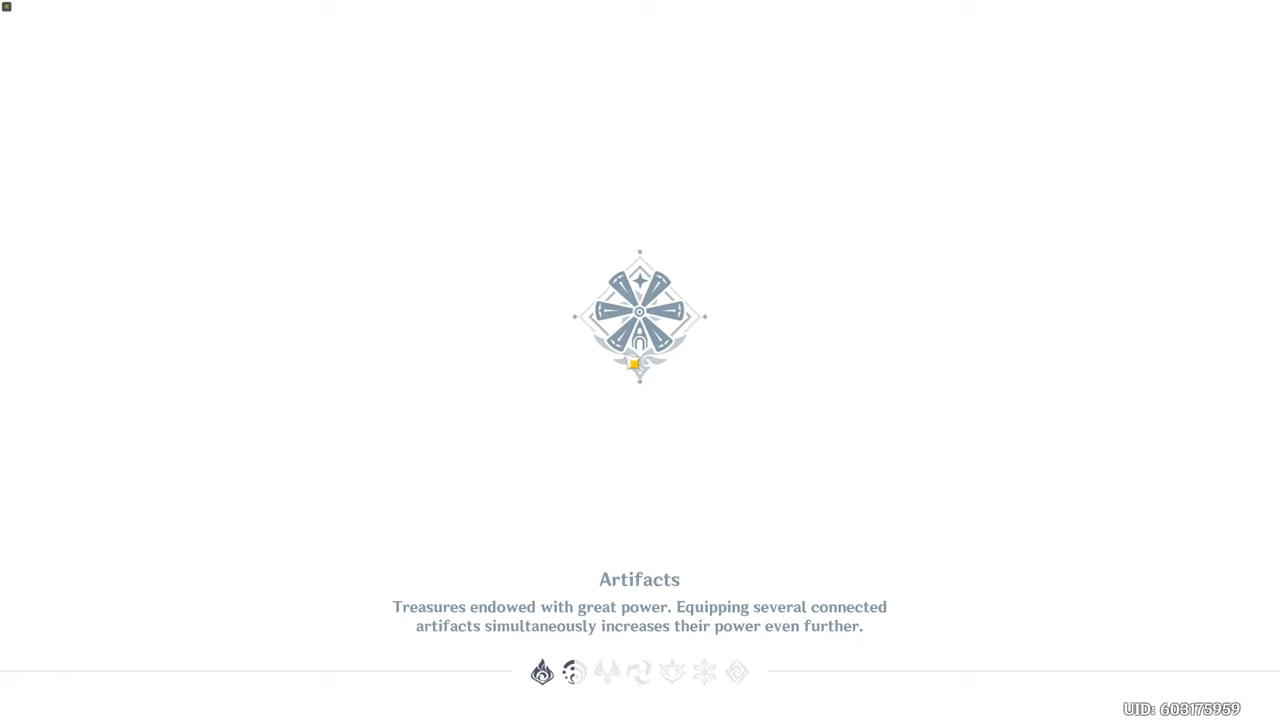 Artifacts
Treasures endowed with great power. Equipping several connected
artifacts simultaneously increases their power even further.
UID: 603175959